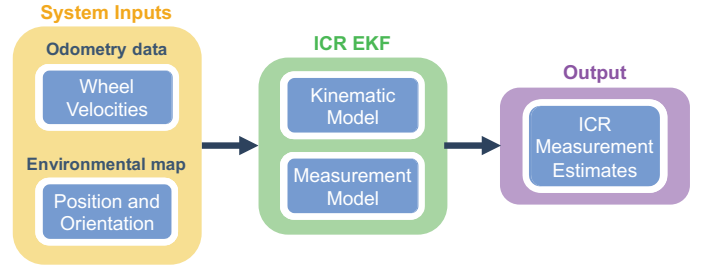 System Inputs
Odometry data
Wheel
Velocities
Environmental map
Position and
Orientation
ICR EKF
Kinematic
Model
Measurement
Model
Output
ICR
Measurement
Estimates